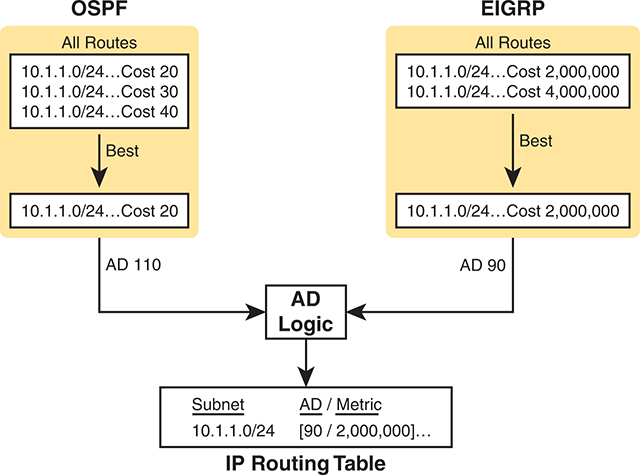 OSPF
All Routes
10.1.1.0/24…Cost 20
10.1.1.0/24…Cost 30
10.1.1.0/24…Cost 40
Best
10.1.1.0/24…Cost 20
AD 110
EIGRP
All Routes
10.1.1.0/24…Cost 2,000,000
10.1.1.0/24…Cost 4,000,000
Best
10.1.1.0/24…Cost 2,000,000
AD 90
AD
Logic
Subnet AD / Metric
10.1.1.0/24 [90 / 2,000,000]…
IP Routing Table